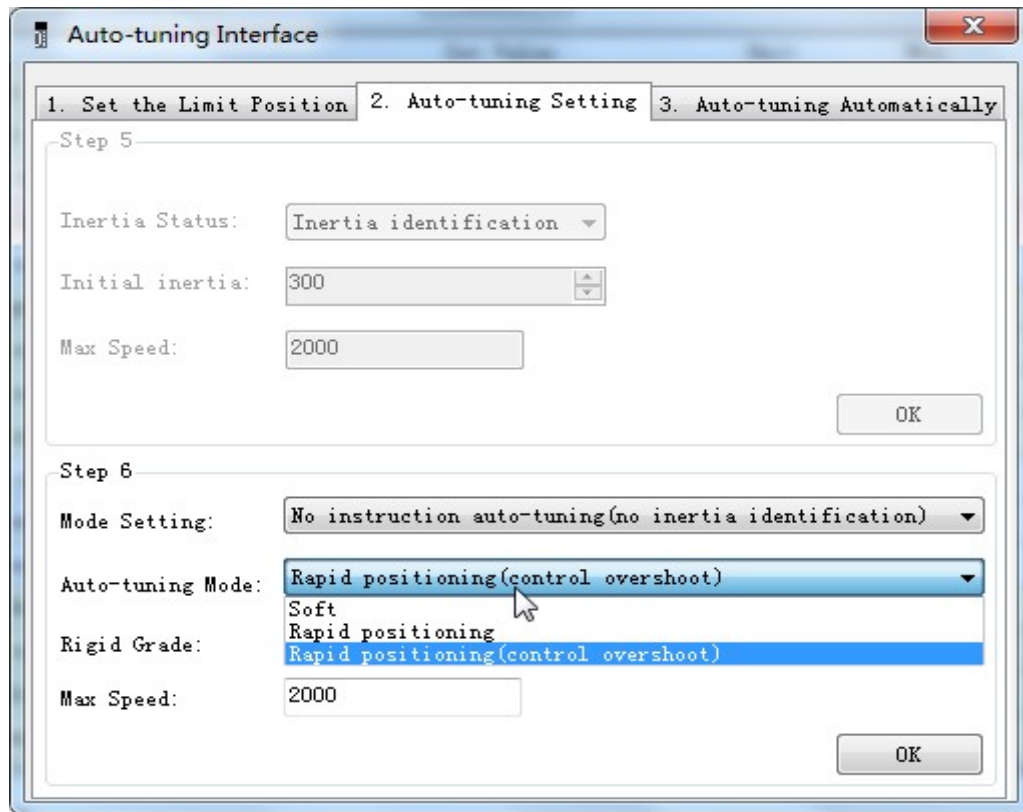 Auto-tuning Interface
1. Set the Limit Position
2. Auto-tuning Setting
3. Auto-tuning Automatically
Step 5
Inertia Status: Inertia identification
Initial inertia: 300
Max Speed: 2000
OK
Step 6
Mode Setting: No instruction auto-tuning(no inertia identification)
Auto-tuning Mode: Rapid positioning(control overshoot)
Soft
Rapid positioning
Rigid Grade: Rapid positioning(control overshoot)
Max Speed: 2000
OK